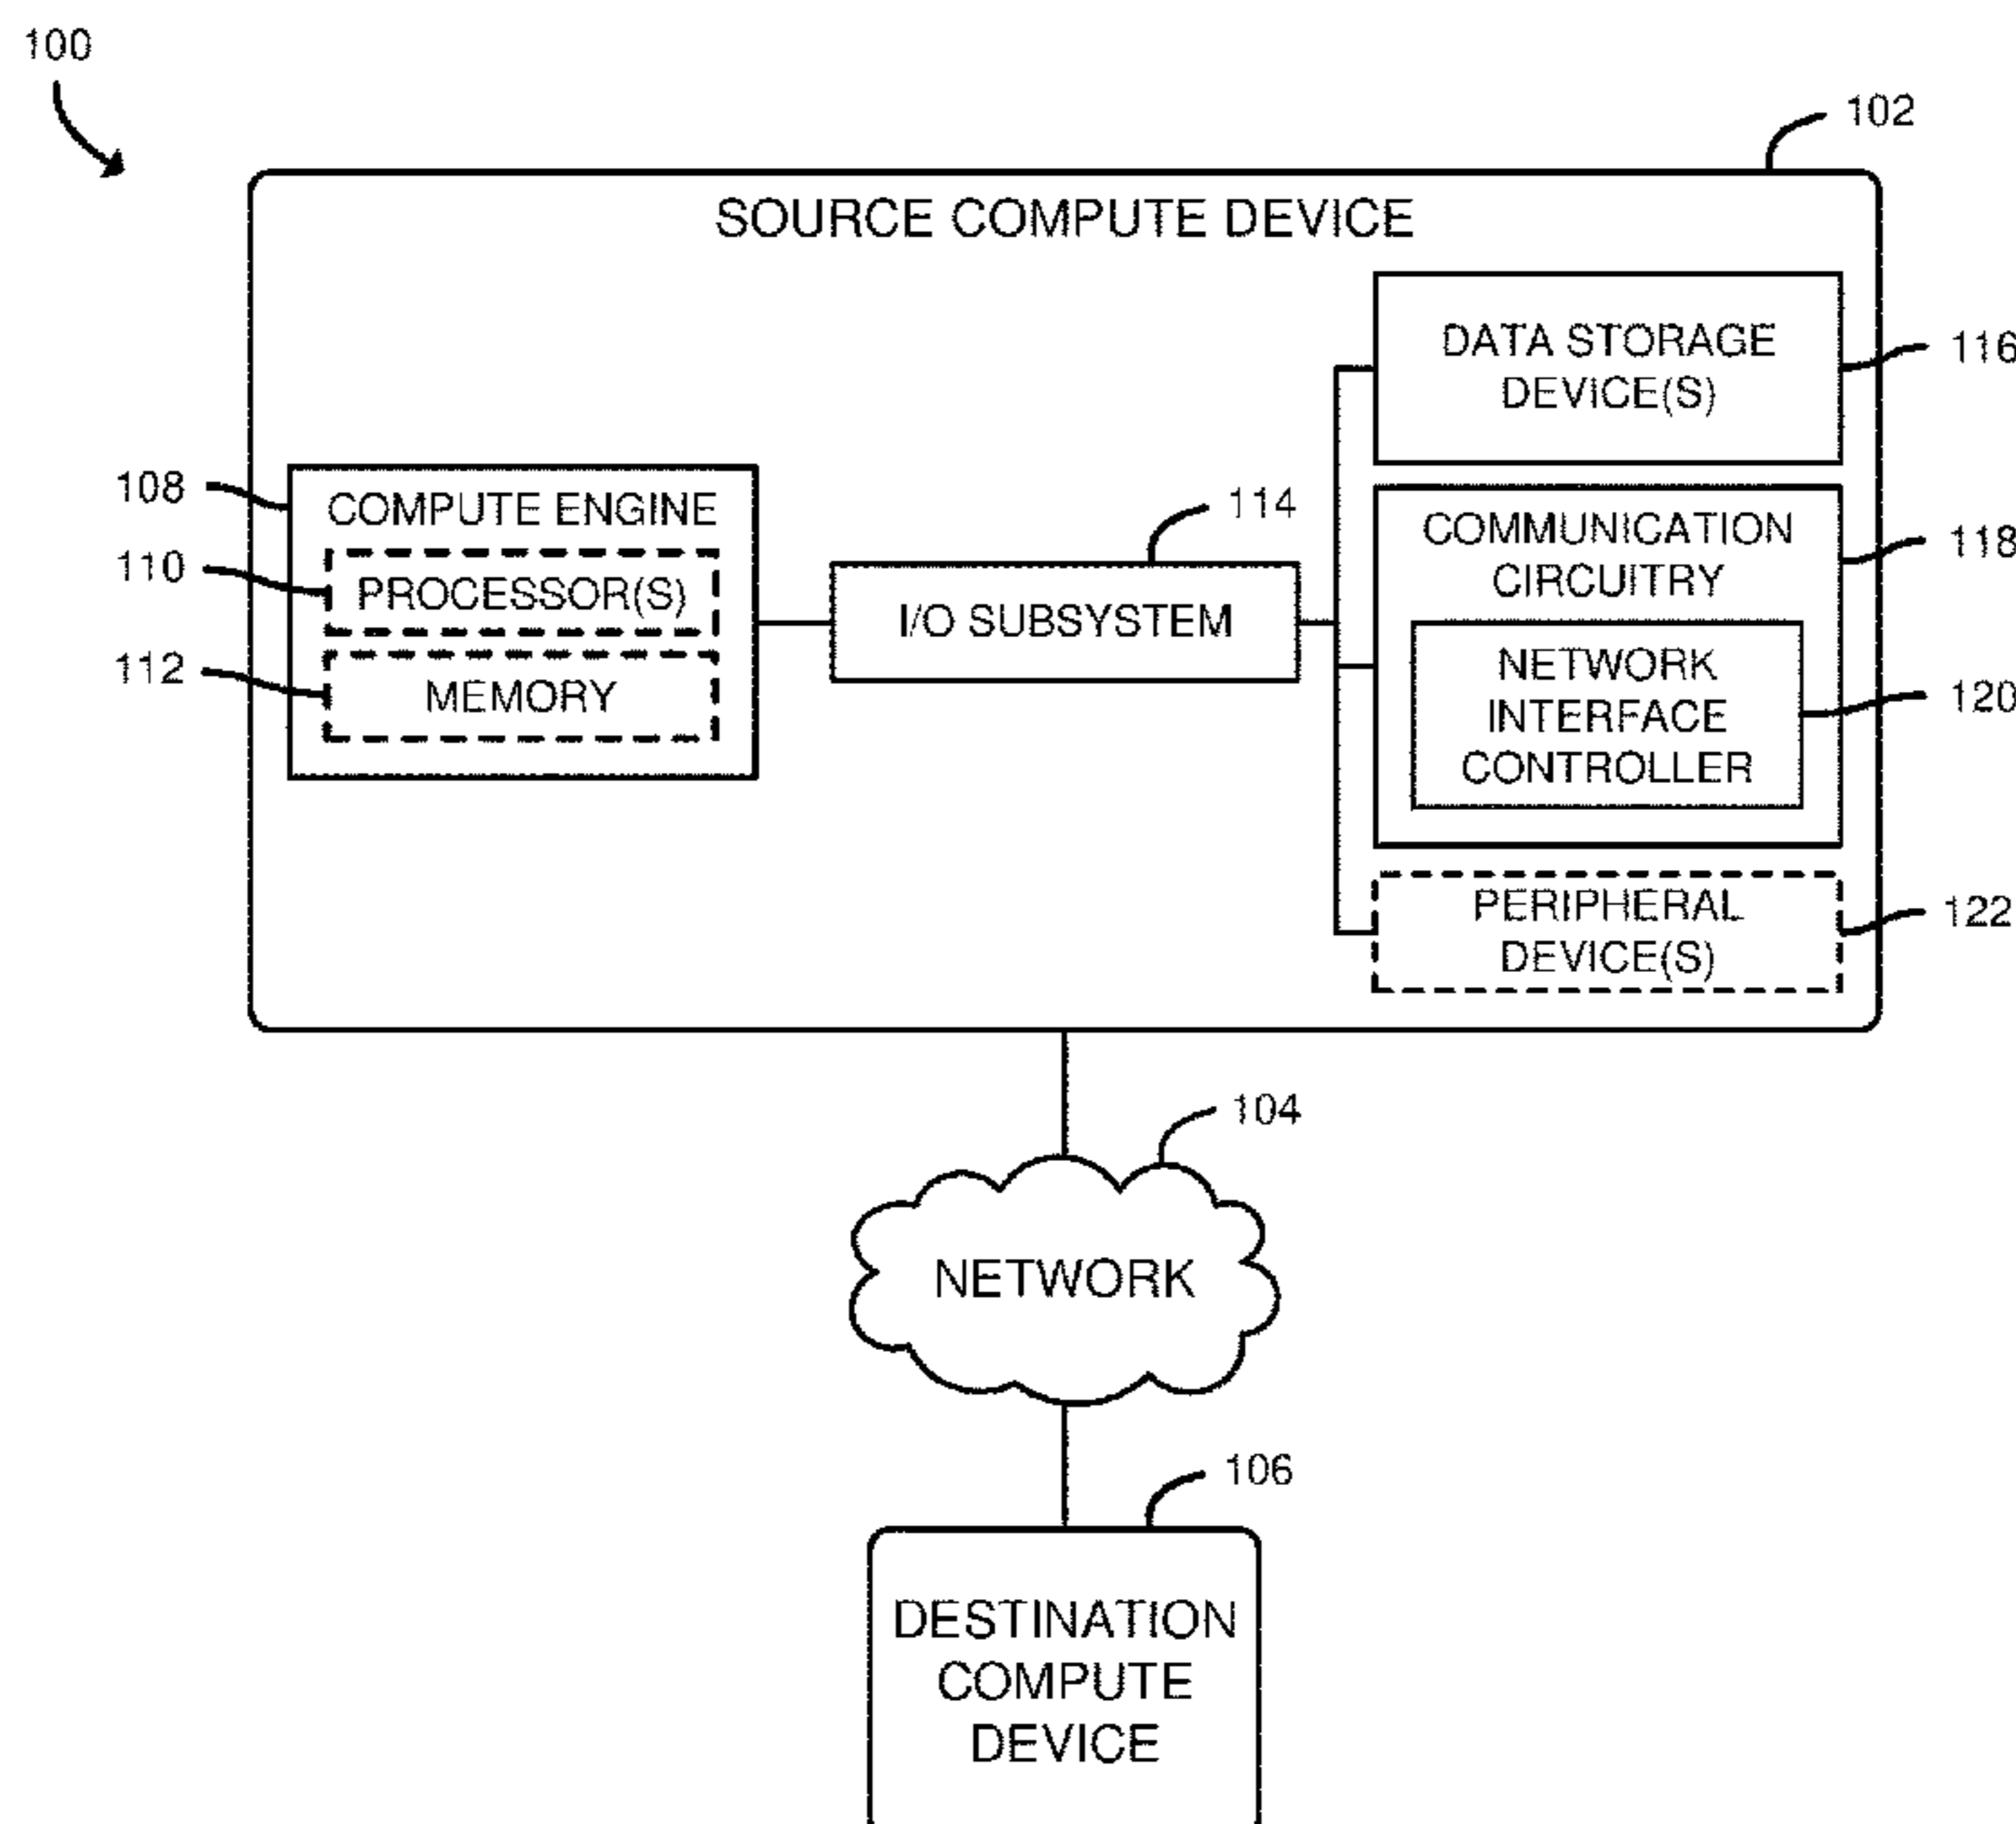 100
102
SOURCE COMPUTE DEVICE
DATA STORAGE
DEVICE(S)
116
108
COMPUTE ENGINE
110
PROCESSOR(S)
112
MEMORY
114
I/O SUBSYSTEM
COMMUNICATION
CIRCUITRY
118
NETWORK
INTERFACE
CONTROLLER
120
PERIPHERAL
DEVICE(S)
122
104
NETWORK
106
DESTINATION
COMPUTE
DEVICE